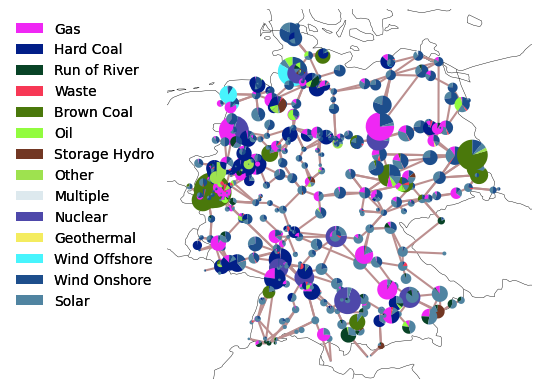 Gas
Hard Coal
Run of River
Waste
Brown Coal
Oil
Storage Hydro
Other
Multiple
Nuclear
Geothermal
Wind Offshore
Wind Onshore
Solar